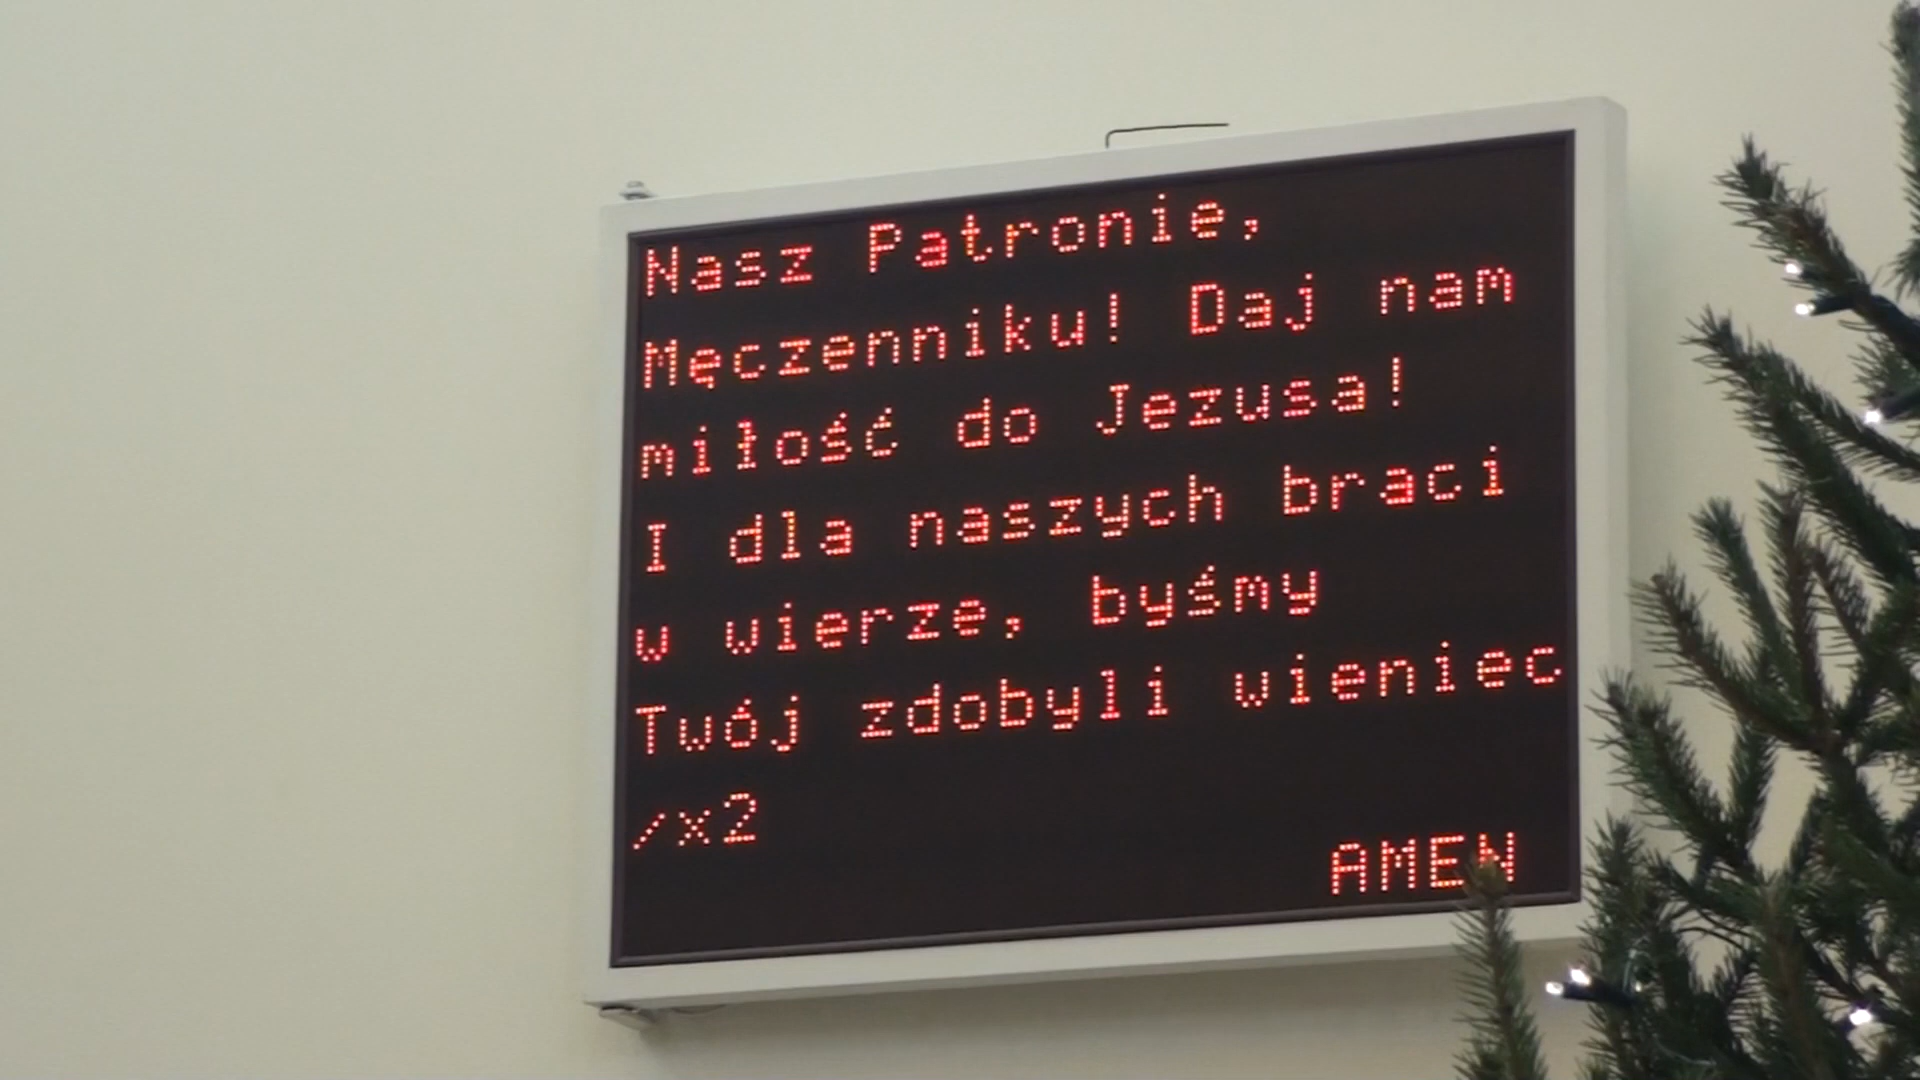 Nasz Patronie,
Męczenniku! Daj nam
miłość do Jezusa!
I dla naszych braci
w wierze, byśmy
Twój zdobyli wieniec
/x2
AMEN